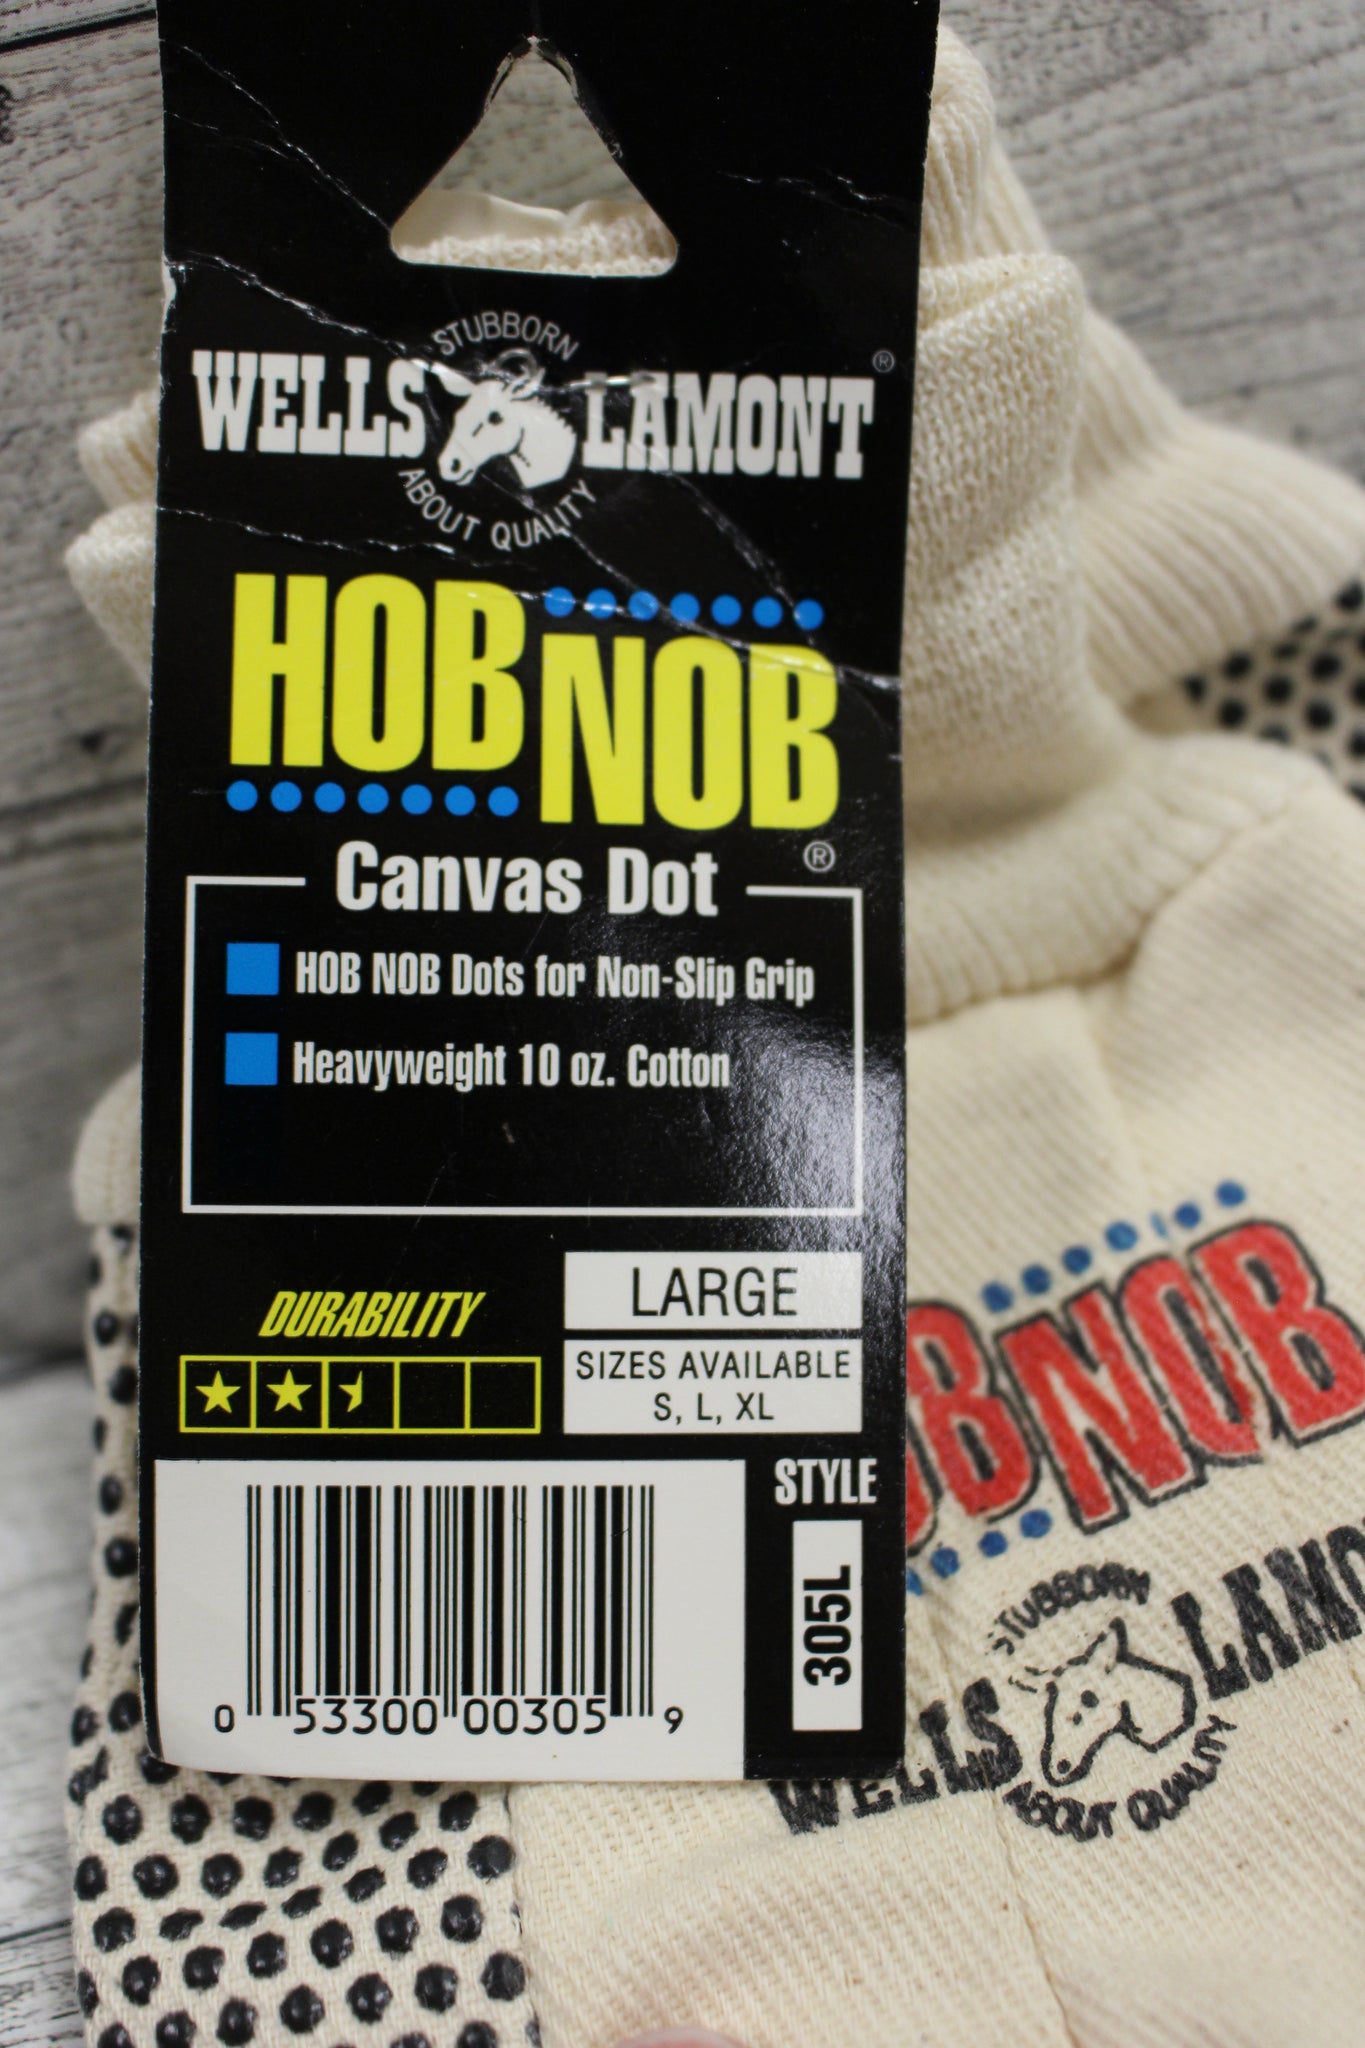 STUBBORN
WELLS LAMONT ®
ABOUT QUALITY
HOB NOB ®
Canvas Dot
HOB NOB Dots for Non-Slip Grip
Heavyweight 10 oz. Cotton
DURABILITY
LARGE
SIZES AVAILABLE
S, L, XL
STYLE
305L
0 53300 00305 9
B NOB
STUBBORN
WELLS LAMO
ABOUT QUALITY